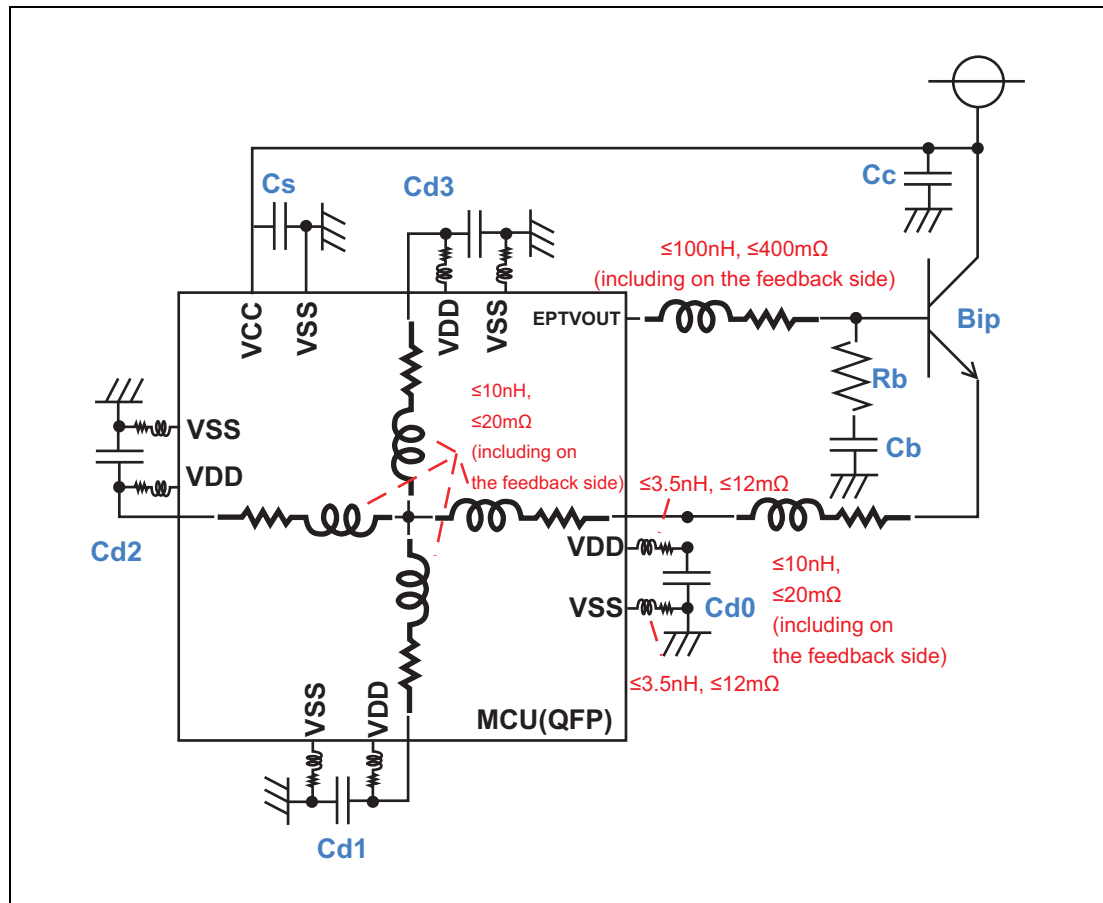 Cs
Cd3
Cc
≤100nH, ≤400mΩ
(including on the feedback side)
VCC
VSS
VDD
VSS
EPTVOUT
Bip
Rb
Cb
≤10nH,
≤20mΩ
(including on
the feedback side)
VSS
VDD
Cd2
≤3.5nH, ≤12mΩ
VDD
VSS
Cd0
≤10nH,
≤20mΩ
(including on
the feedback side)
≤3.5nH, ≤12mΩ
VSS
VDD
MCU(QFP)
Cd1